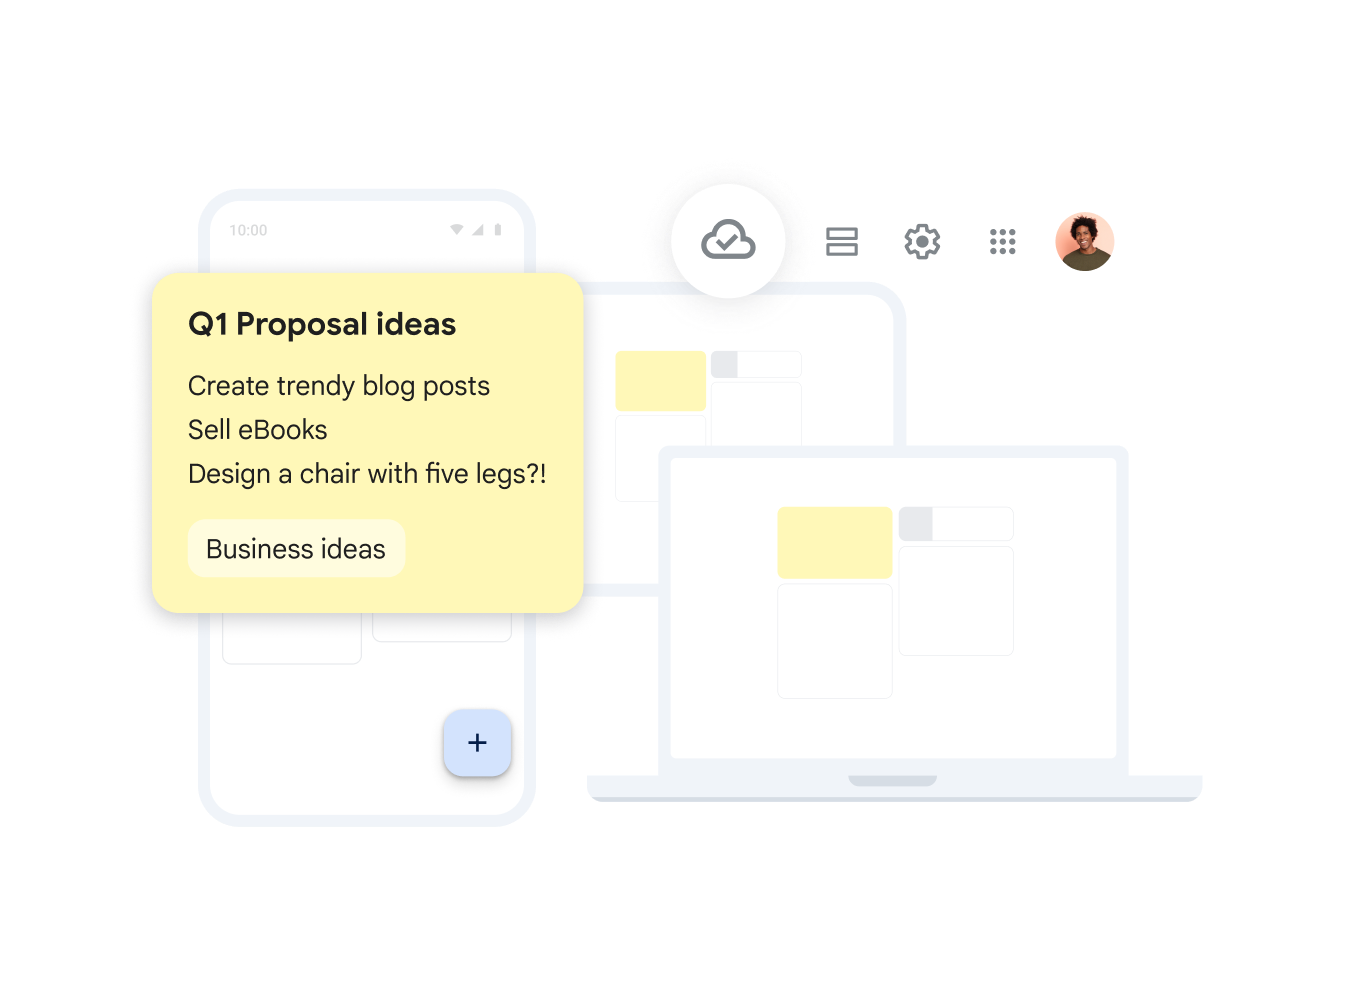 10:00
Q1 Proposal ideas
Create trendy blog posts
Sell eBooks
Design a chair with five legs?!
Business ideas